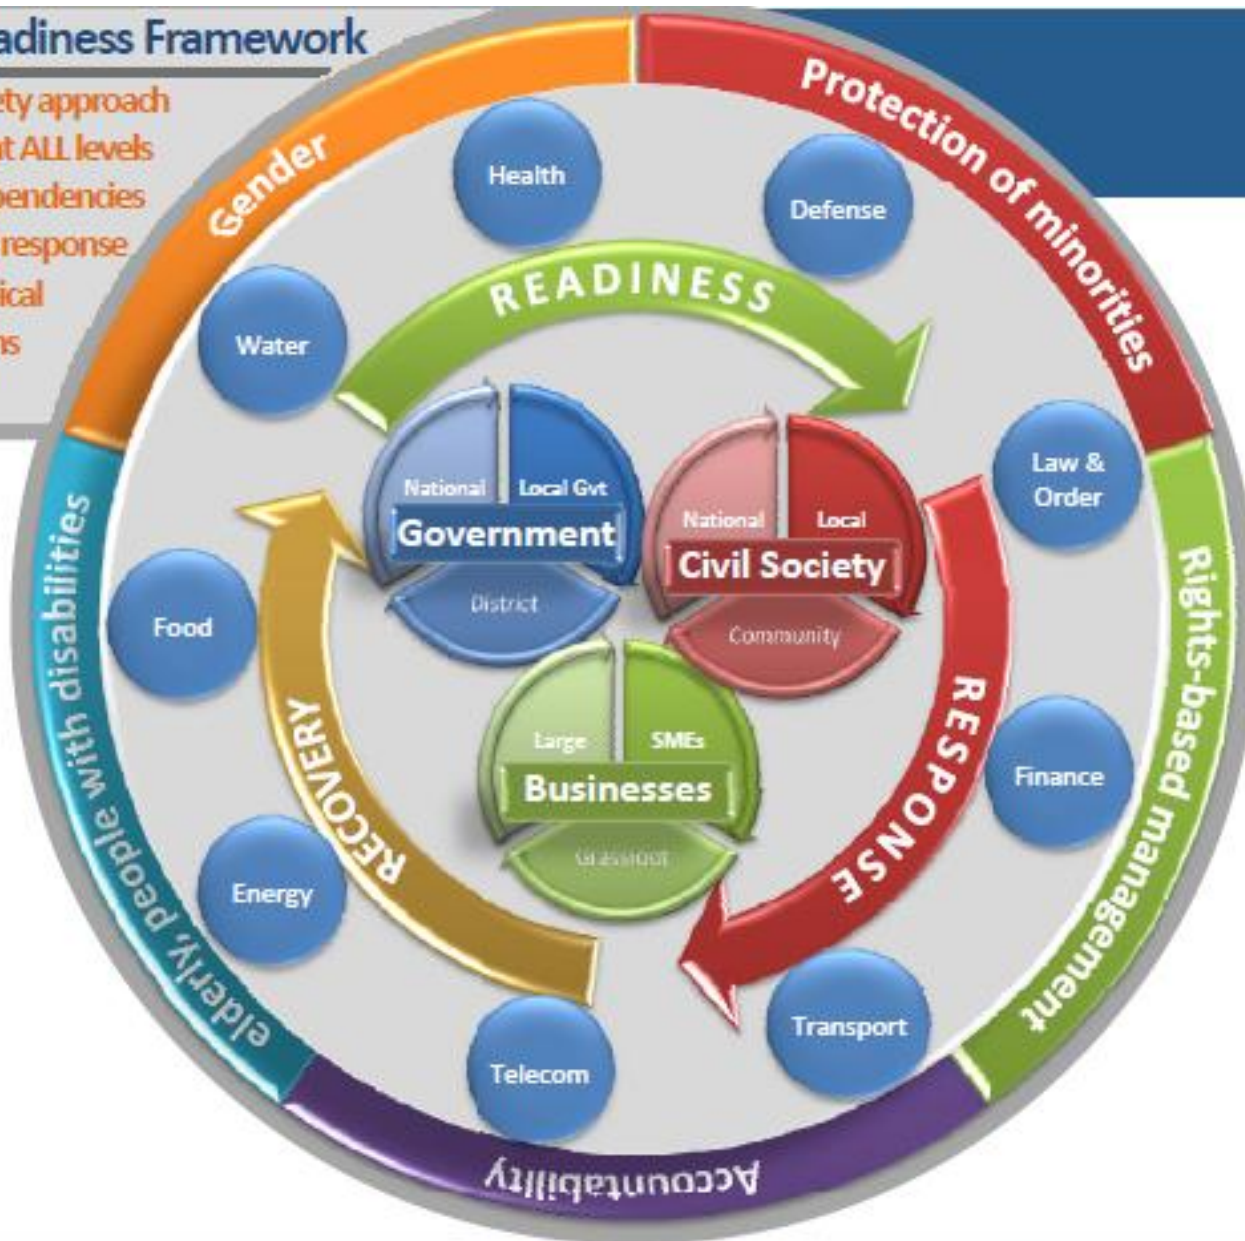 adiness Framework
ety approach
at ALL levels
pendencies
response
ical
ns
Gender
Protection of minorities
Rights-based management
Accountability
elderly, people with disabilities
Health
Defense
Water
READINESS
Law &
Order
National
Local Gvt
Government
District
National
Local
Civil Society
Community
Food
Large
SMEs
Businesses
Grassroot
RESPONSE
RECOVERY
Finance
Energy
Transport
Telecom